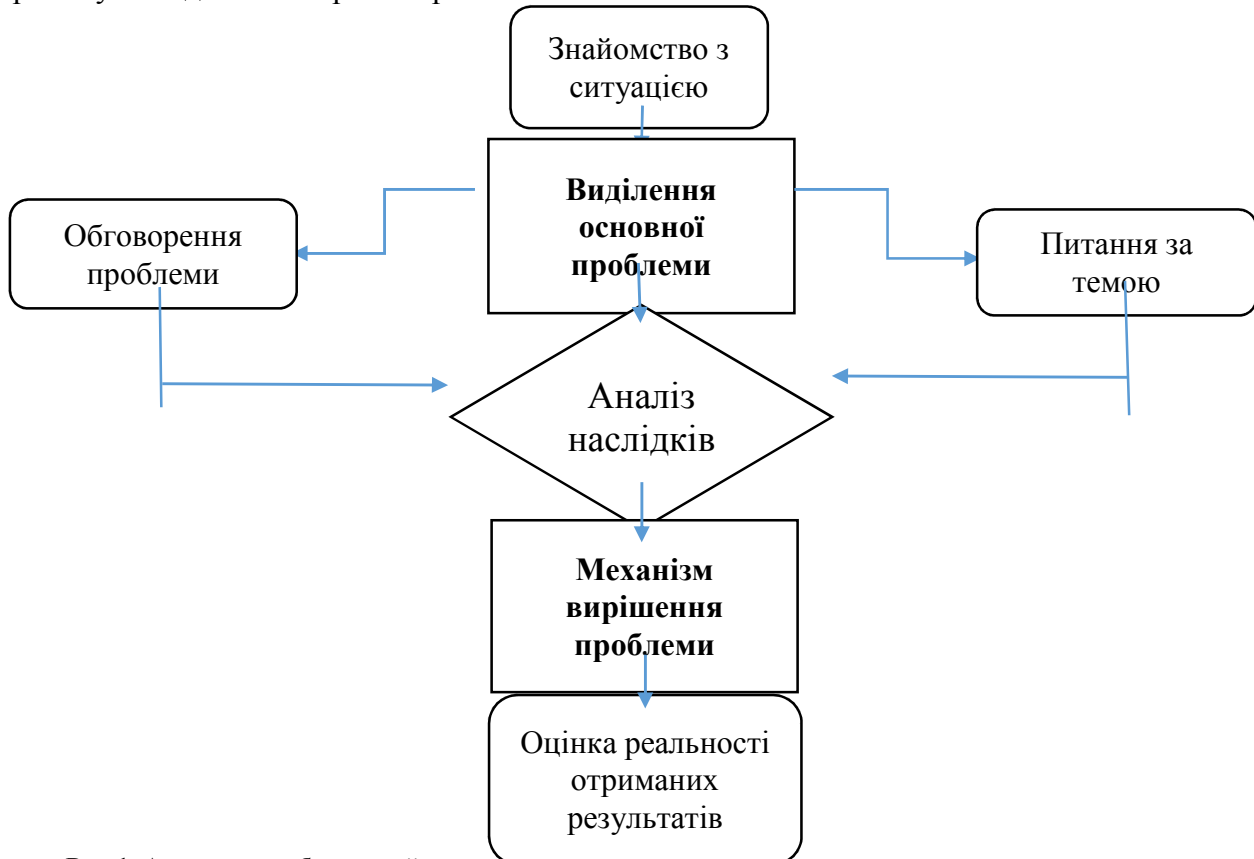 Знайомство з
ситуацією
Виділення
основної
проблеми
Обговорення
проблеми
Питання за
темою
Аналіз
наслідків
Механізм
вирішення
проблеми
Оцінка реальності
отриманих
результатів